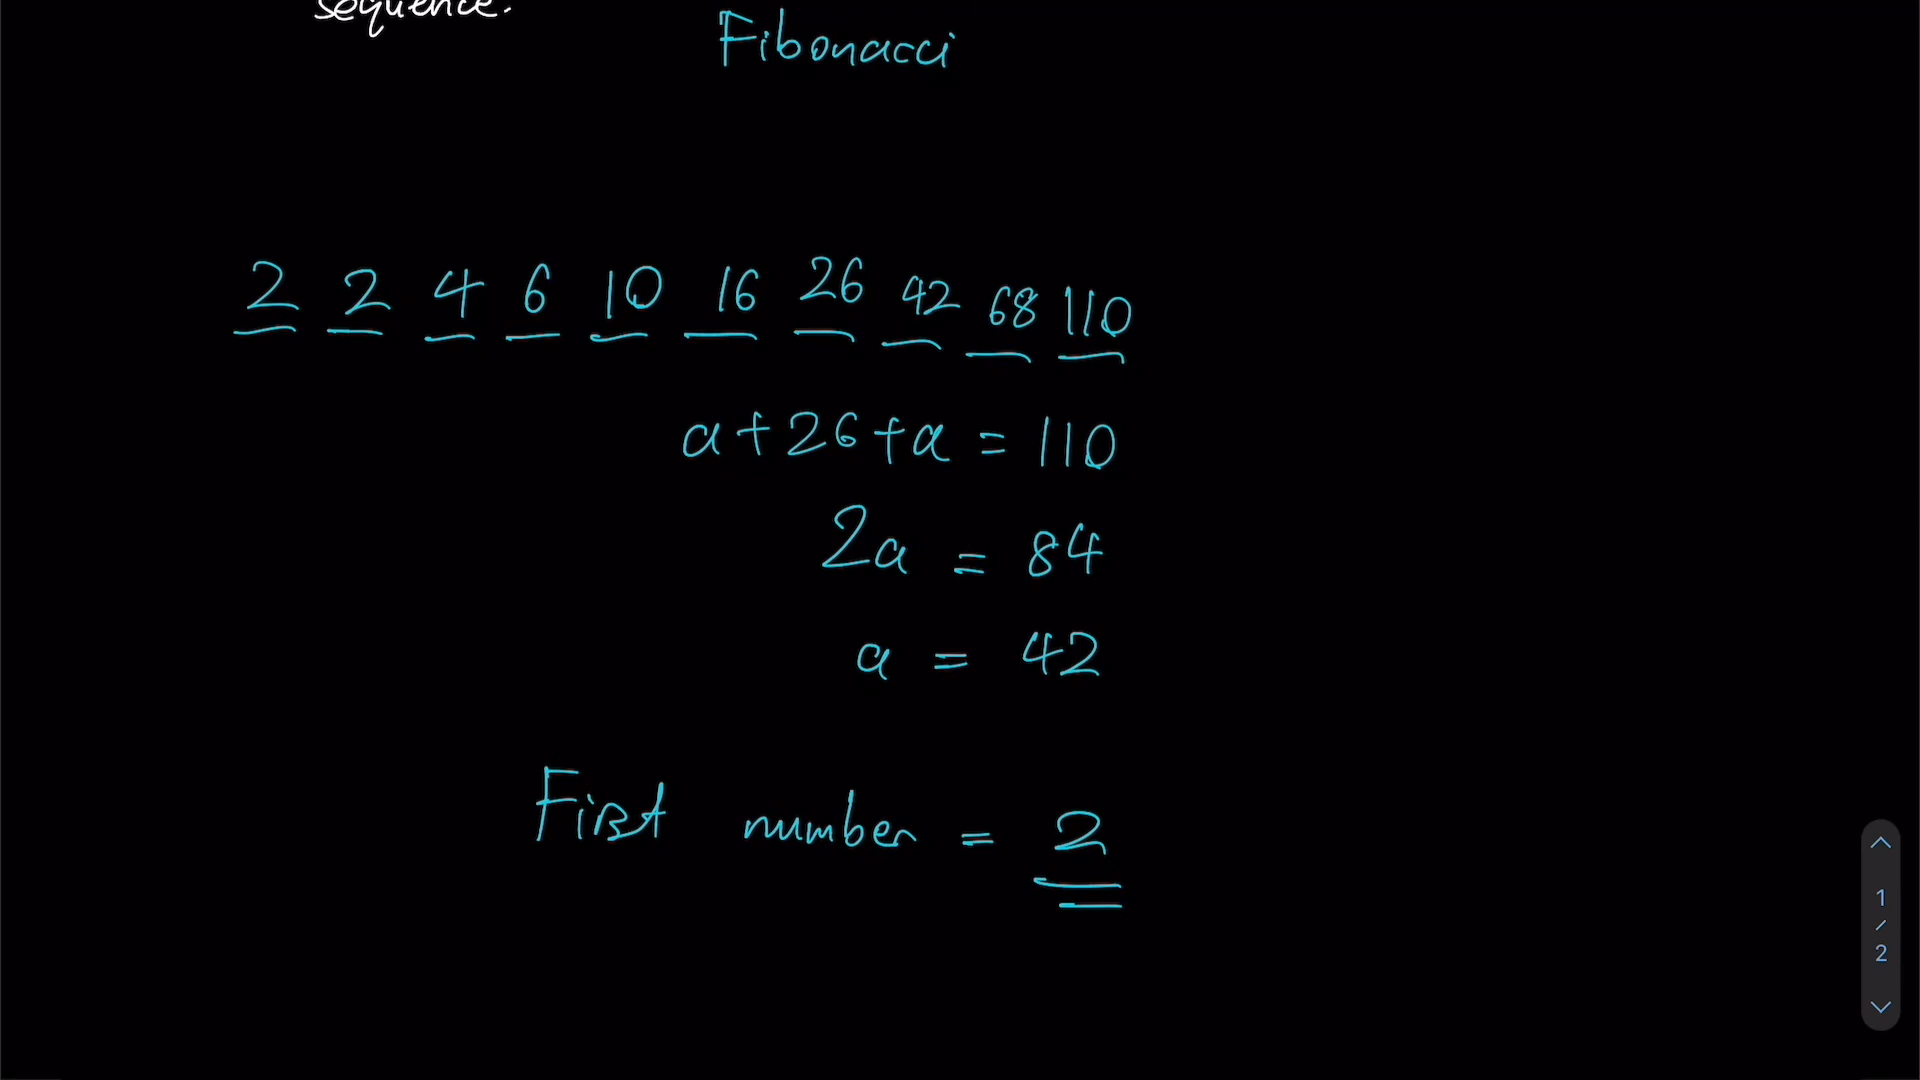 sequence.
Fibonacci
2 2 4 6 10 16 26 42 68 110
a+26+a = 110
2a = 84
a = 42
First number = 2
1
/
2